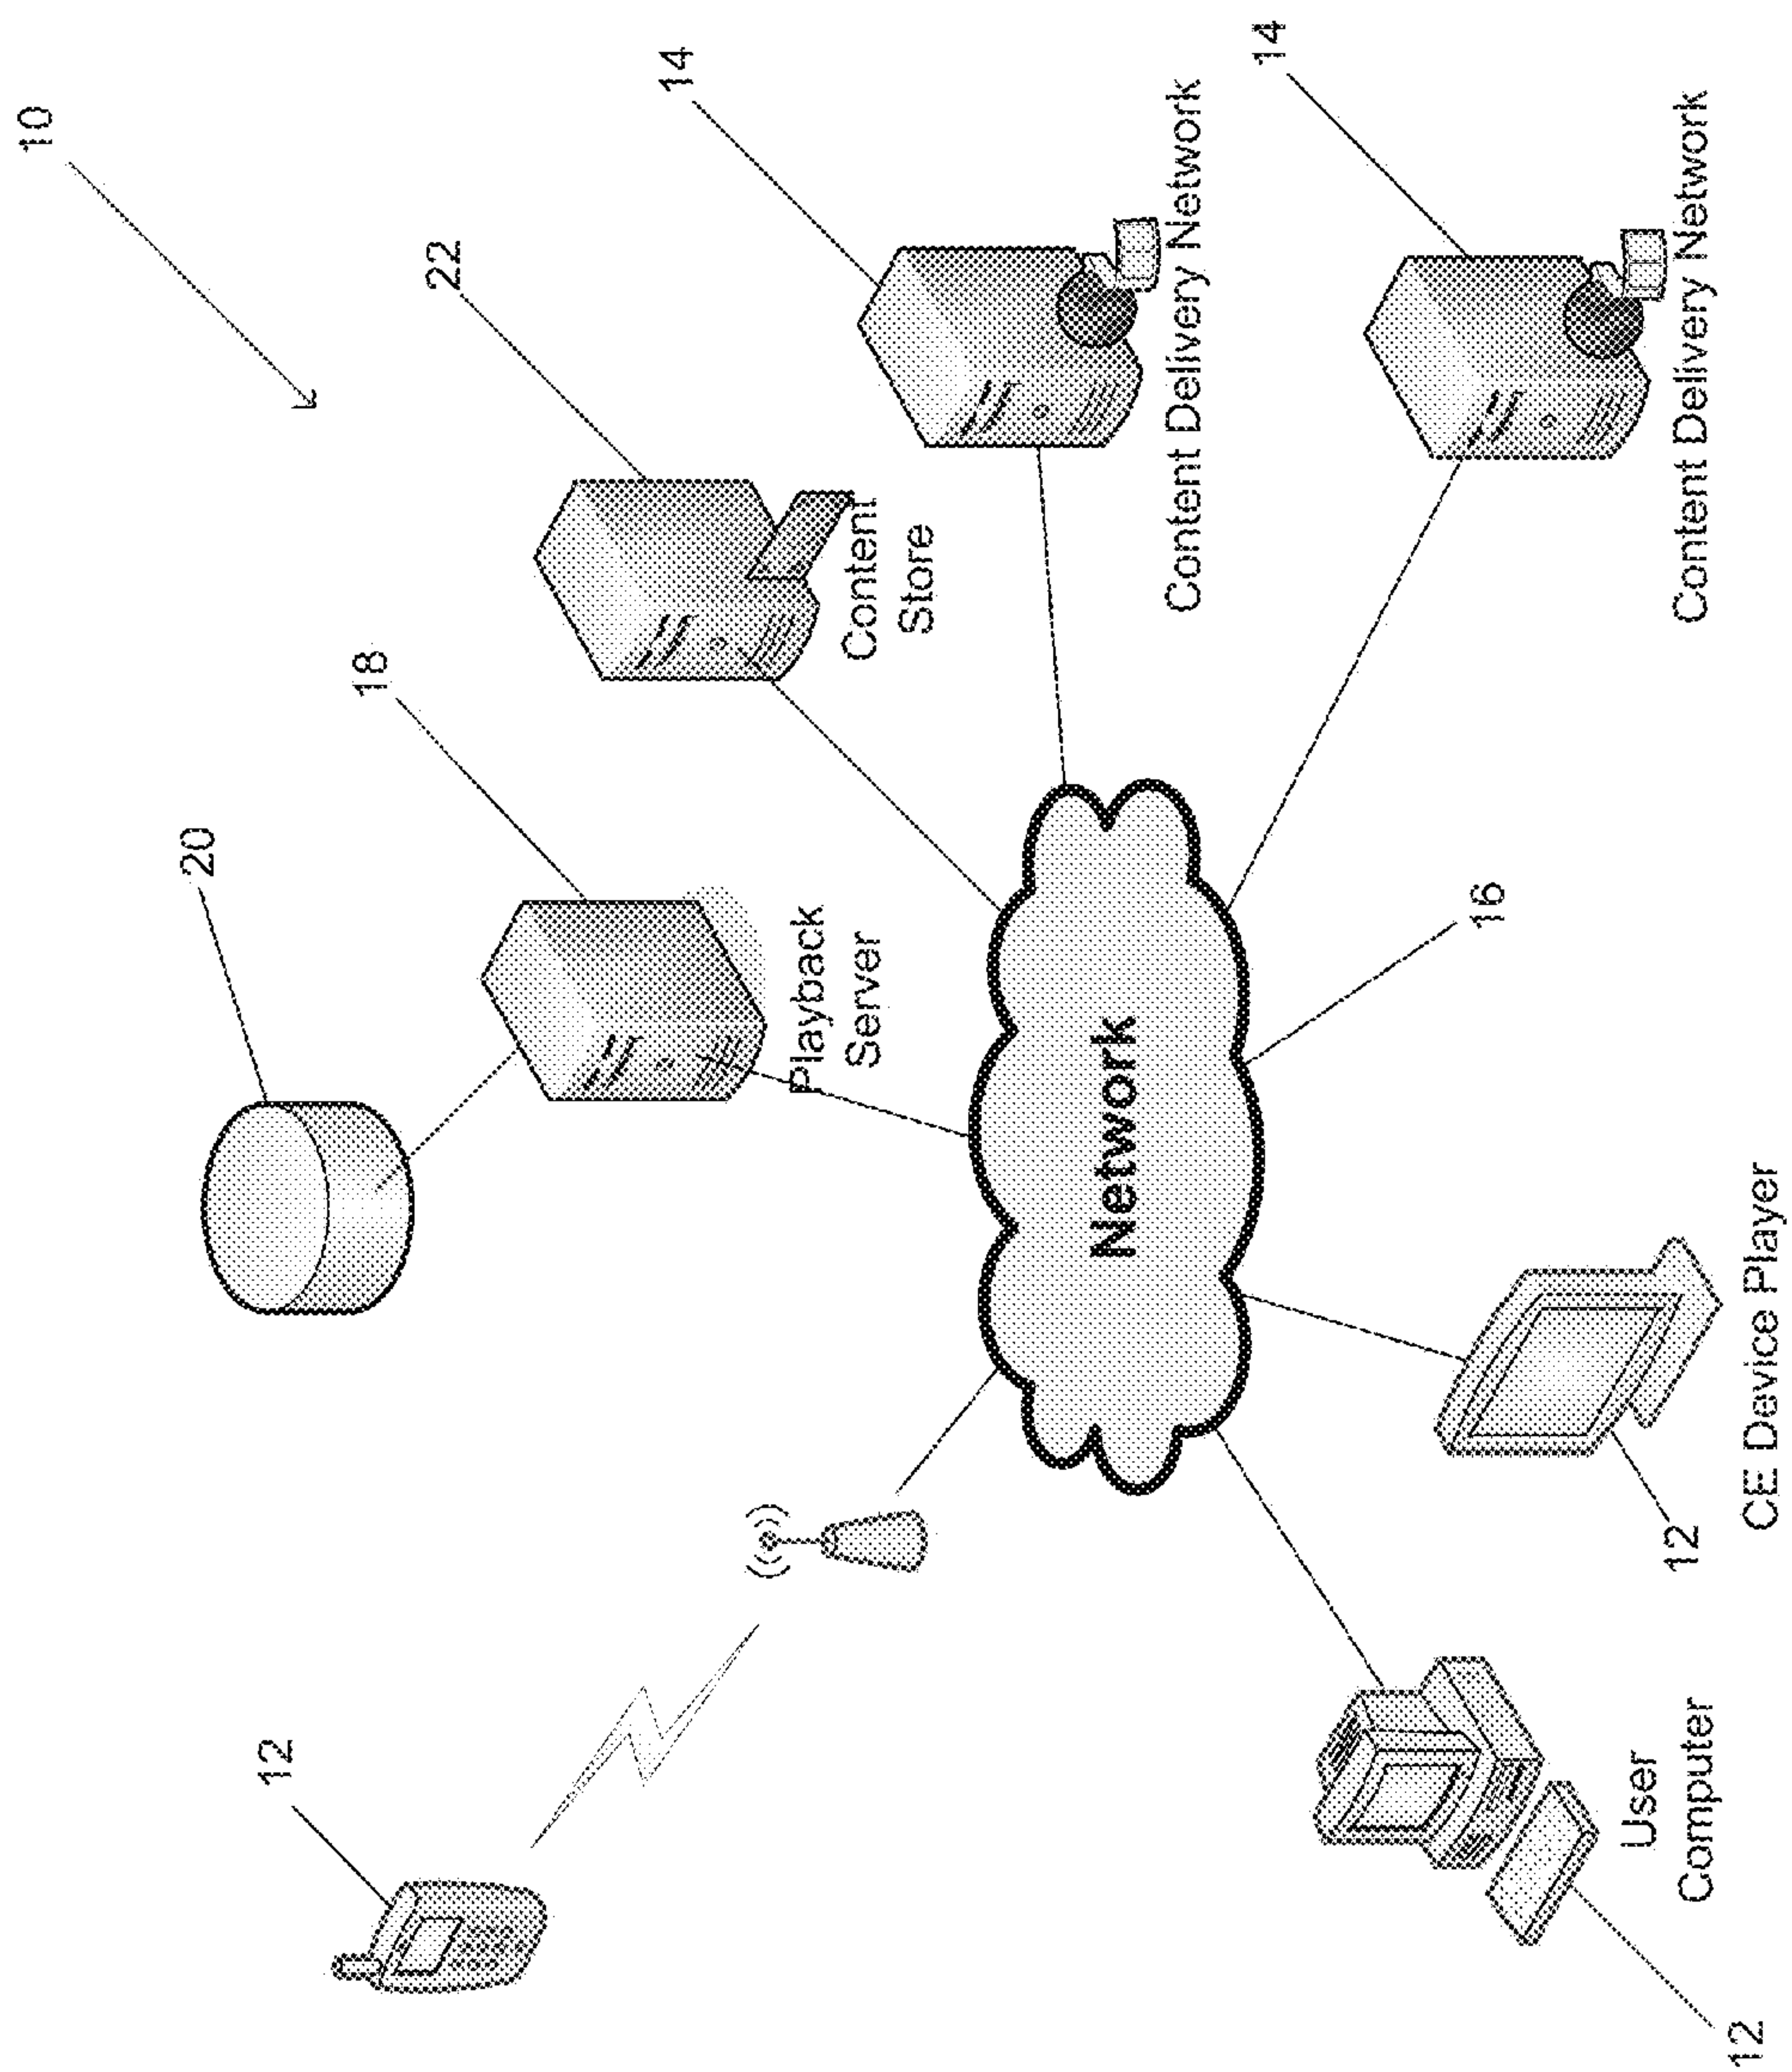 10
14
14
22
18
20
Content
Store
Content Delivery Network
Content Delivery Network
Playback
Server
16
Network
12
12
CE Device Player
User
Computer
12